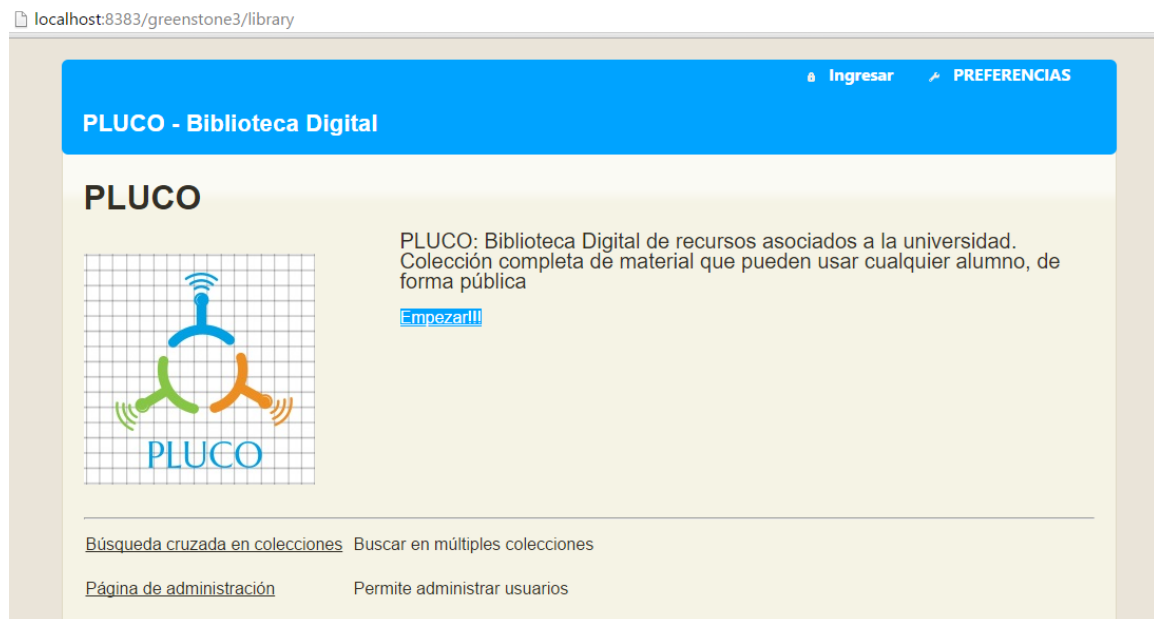 localhost:8383/greenstone3/library
Ingresar PREFERENCIAS
PLUCO - Biblioteca Digital
PLUCO
PLUCO: Biblioteca Digital de recursos asociados a la universidad.
Colección completa de material que pueden usar cualquier alumno, de
forma pública
Empezar!!!
PLUCO
Búsqueda cruzada en colecciones Buscar en múltiples colecciones
Página de administración Permite administrar usuarios